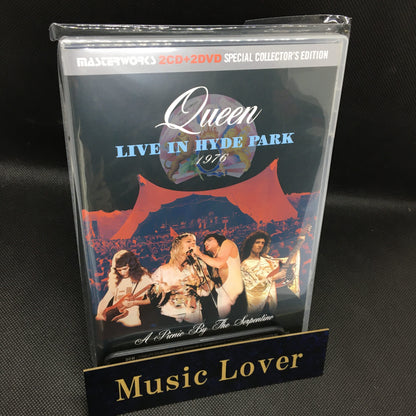 MASTERWORKS 2CD+2DVD SPECIAL COLLECTOR'S EDITION
Queen
LIVE IN HYDE PARK
1976
A Picnic By The Serpentine
Music Lover